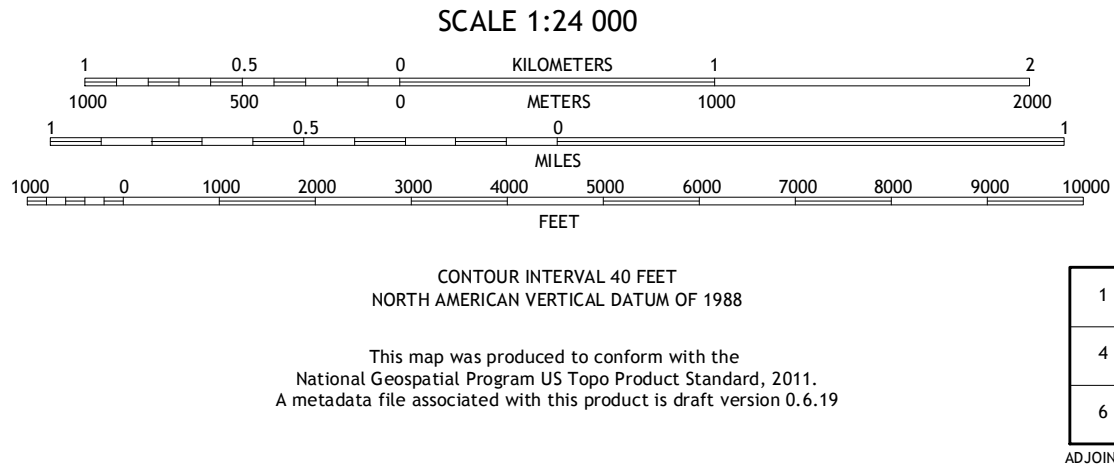 SCALE 1:24 000
1 0.5 0 KILOMETERS 1 2
1000 500 0 METERS 1000 2000
1 0.5 0 1
MILES
1000 0 1000 2000 3000 4000 5000 6000 7000 8000 9000 10000
FEET
CONTOUR INTERVAL 40 FEET
NORTH AMERICAN VERTICAL DATUM OF 1988
This map was produced to conform with the
National Geospatial Program US Topo Product Standard, 2011.
A metadata file associated with this product is draft version 0.6.19
1
4
6
ADJOIN